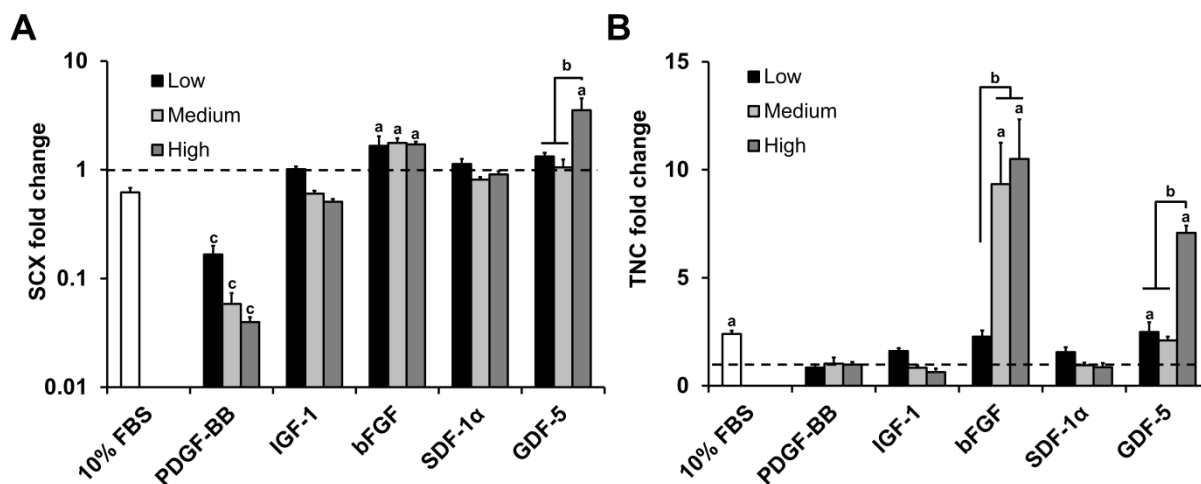 A
SCX fold change
10
1
0.1
0.01
Low
Medium
High
c
c
c
a
a
a
b
a
10% FBS
PDGF-BB
IGF-1
bFGF
SDF-1α
GDF-5
B
TNC fold change
15
10
5
0
Low
Medium
High
a
b
a
a
a
b
a
10% FBS
PDGF-BB
IGF-1
bFGF
SDF-1α
GDF-5